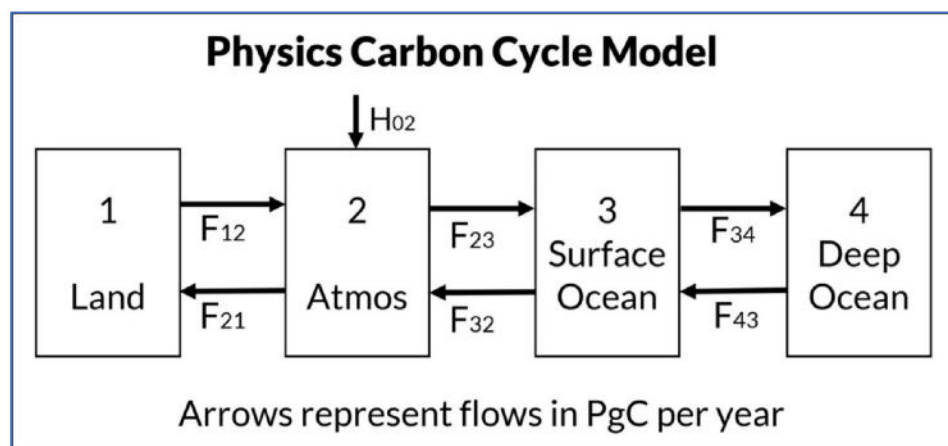 Physics Carbon Cycle Model
H02
1
Land
F12
F21
2
Atmos
F23
F32
3
Surface
Ocean
F34
F43
4
Deep
Ocean
Arrows represent flows in PgC per year